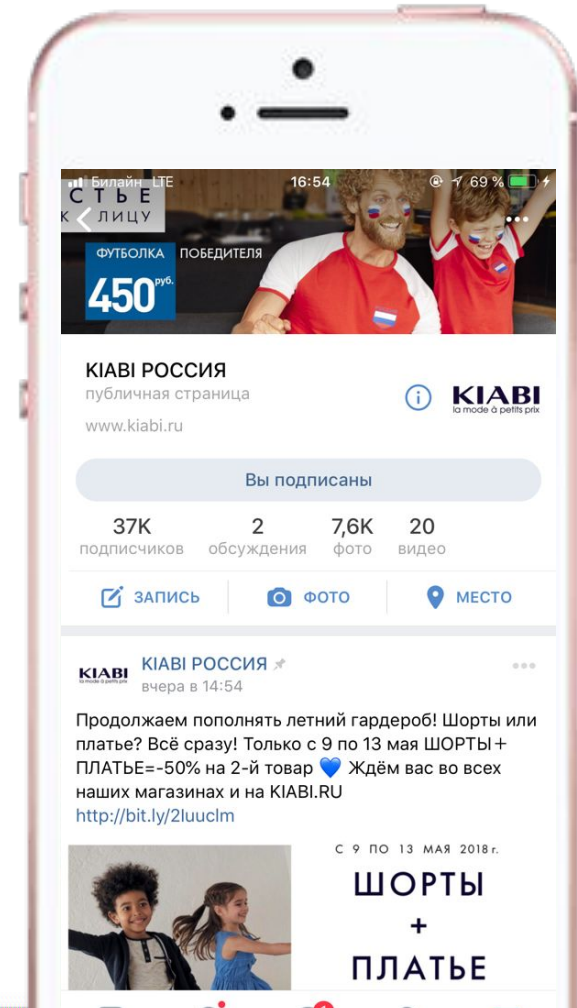 Билайн LTE 16:54 69 %
СТЬЕ
К ЛИЦУ
ФУТБОЛКА ПОБЕДИТЕЛЯ
450 руб.
KIABI РОССИЯ
публичная страница
www.kiabi.ru
KIABI
la mode à petits prix
Вы подписаны
37K 2 7,6K 20
подписчиков обсуждения фото видео
ЗАПИСЬ ФОТО МЕСТО
KIABI
la mode à petits prix
KIABI РОССИЯ
вчера в 14:54
Продолжаем пополнять летний гардероб! Шорты или
платье? Всё сразу! Только с 9 по 13 мая ШОРТЫ+
ПЛАТЬЕ=-50% на 2-й товар 💙 Ждём вас во всех
наших магазинах и на KIABI.RU
http://bit.ly/2Iuuclm
С 9 ПО 13 МАЯ 2018 г.
ШОРТЫ
+
ПЛАТЬЕ